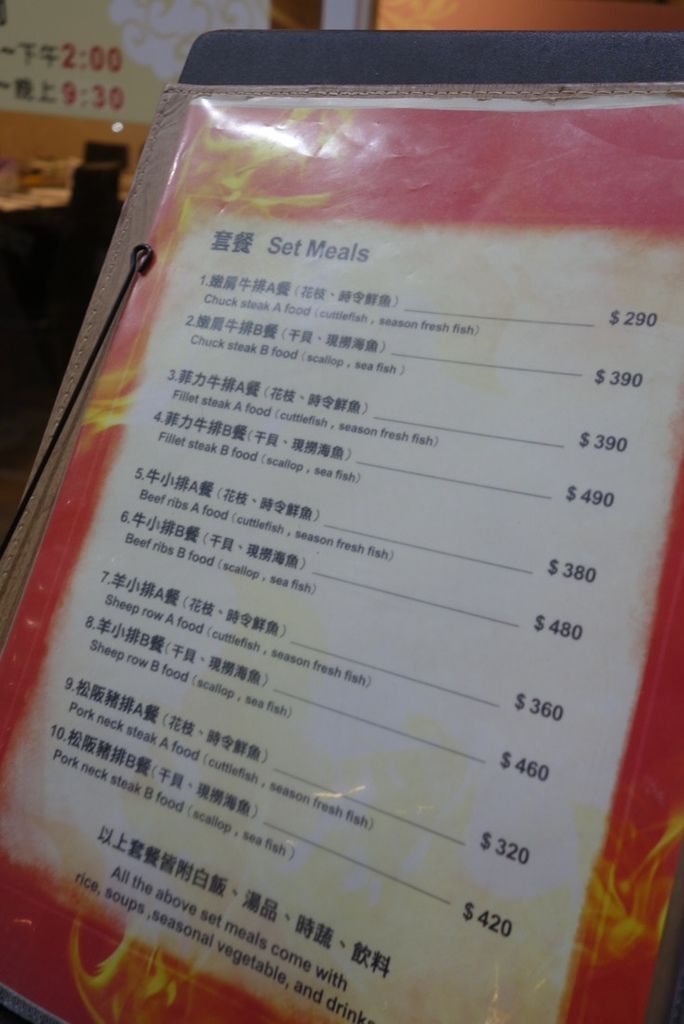 ~下午2:00
~晚上9:30
套餐 Set Meals
1.嫩肩牛排A餐(花枝、時令鮮魚) $290
Chuck steak A food (cuttlefish , season fresh fish)
2.嫩肩牛排B餐(干貝、現撈海魚) $390
Chuck steak B food (scallop , sea fish )
3.菲力牛排A餐(花枝、時令鮮魚) $390
Fillet steak A food (cuttlefish , season fresh fish)
4.菲力牛排B餐(干貝、現撈海魚) $490
Fillet steak B food (scallop , sea fish)
5.牛小排A餐(花枝、時令鮮魚) $380
Beef ribs A food (cuttlefish , season fresh fish)
6.牛小排B餐(干貝、現撈海魚) $480
Beef ribs B food (scallop , sea fish)
7.羊小排A餐(花枝、時令鮮魚) $360
Sheep row A food (cuttlefish , season fresh fish)
8.羊小排B餐(干貝、現撈海魚) $460
Sheep row B food (scallop , sea fish)
9.松阪豬排A餐(花枝、時令鮮魚) $320
Pork neck steak A food (cuttlefish , season fresh fish)
10.松阪豬排B餐(干貝、現撈海魚) $420
Pork neck steak B food (scallop , sea fish )
以上套餐皆附白飯、湯品、時蔬、飲料
All the above set meals come with
rice, soups ,seasonal vegetable, and drinks